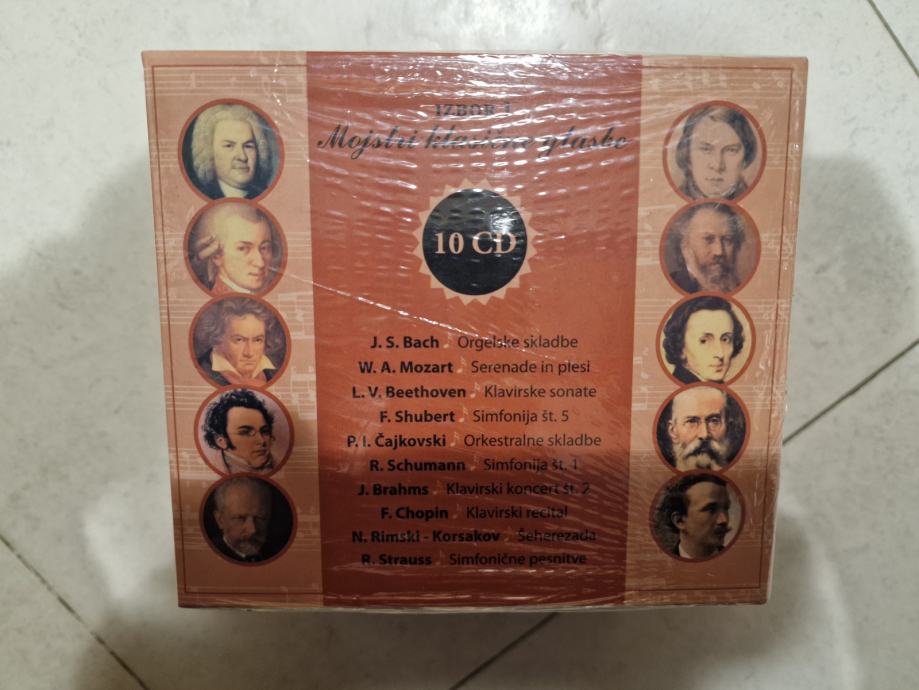 IZBOR 1
Mojstri klasične glasbe
10 CD
J. S. Bach ♪ Orgelske skladbe
W. A. Mozart ♪ Serenade in plesi
L. V. Beethoven ♪ Klavirske sonate
F. Shubert ♪ Simfonija št. 5
P. I. Čajkovski ♪ Orkestralne skladbe
R. Schumann ♪ Simfonija št. 1
J. Brahms ♪ Klavirski koncert št. 2
F. Chopin ♪ Klavirski recital
N. Rimski - Korsakov ♪ Šeherezada
R. Strauss ♪ Simfonične pesnitve